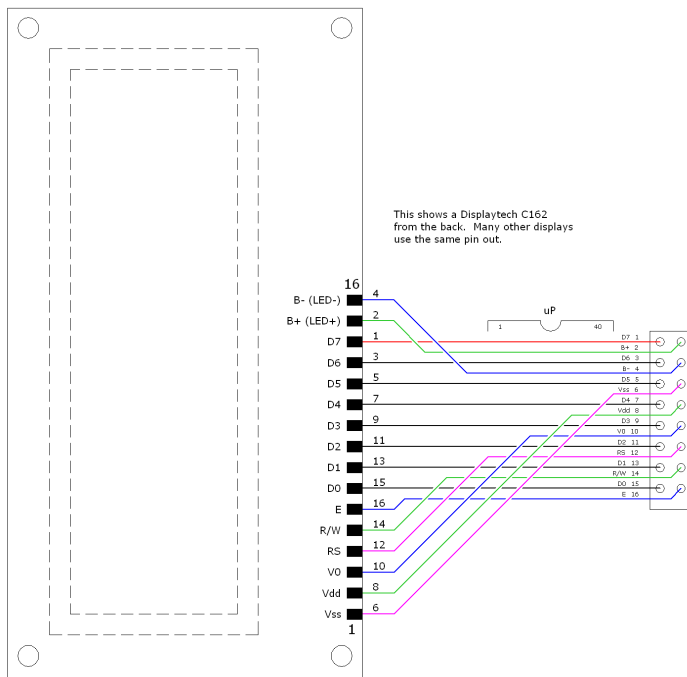 This shows a Displaytech C162
from the back.  Many other displays
use the same pin out.
16
B- (LED-) 4
B+ (LED+) 2
D7 1
D6 3
D5 5
D4 7
D3 9
D2 11
D1 13
D0 15
E 16
R/W 14
RS 12
V0 10
Vdd 8
Vss 6
1
uP
1 40
D7 1
B+ 2
D6 3
B- 4
D5 5
Vss 6
D4 7
Vdd 8
D3 9
V0 10
D2 11
RS 12
D1 13
R/W 14
D0 15
E 16